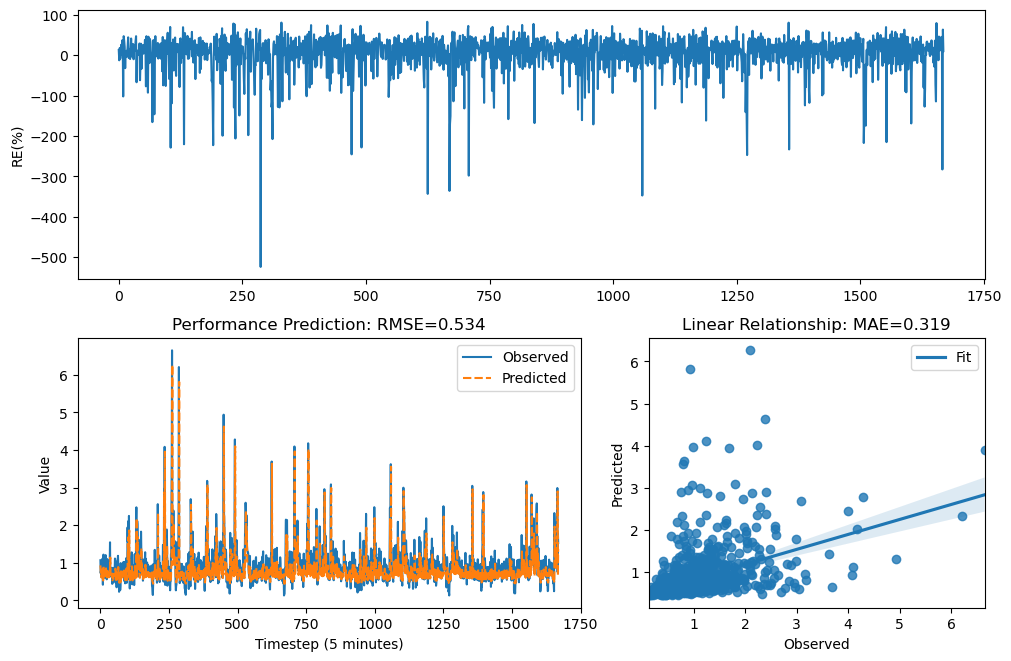 100
0
−100
−200
−300
−400
−500
RE(%)
0 250 500 750 1000 1250 1500 1750
Performance Prediction: RMSE=0.534
Observed
Predicted
6
5
4
3
2
1
0
Value
0 250 500 750 1000 1250 1500 1750
Timestep (5 minutes)
Linear Relationship: MAE=0.319
Fit
6
5
4
3
2
1
Predicted
1 2 3 4 5 6
Observed